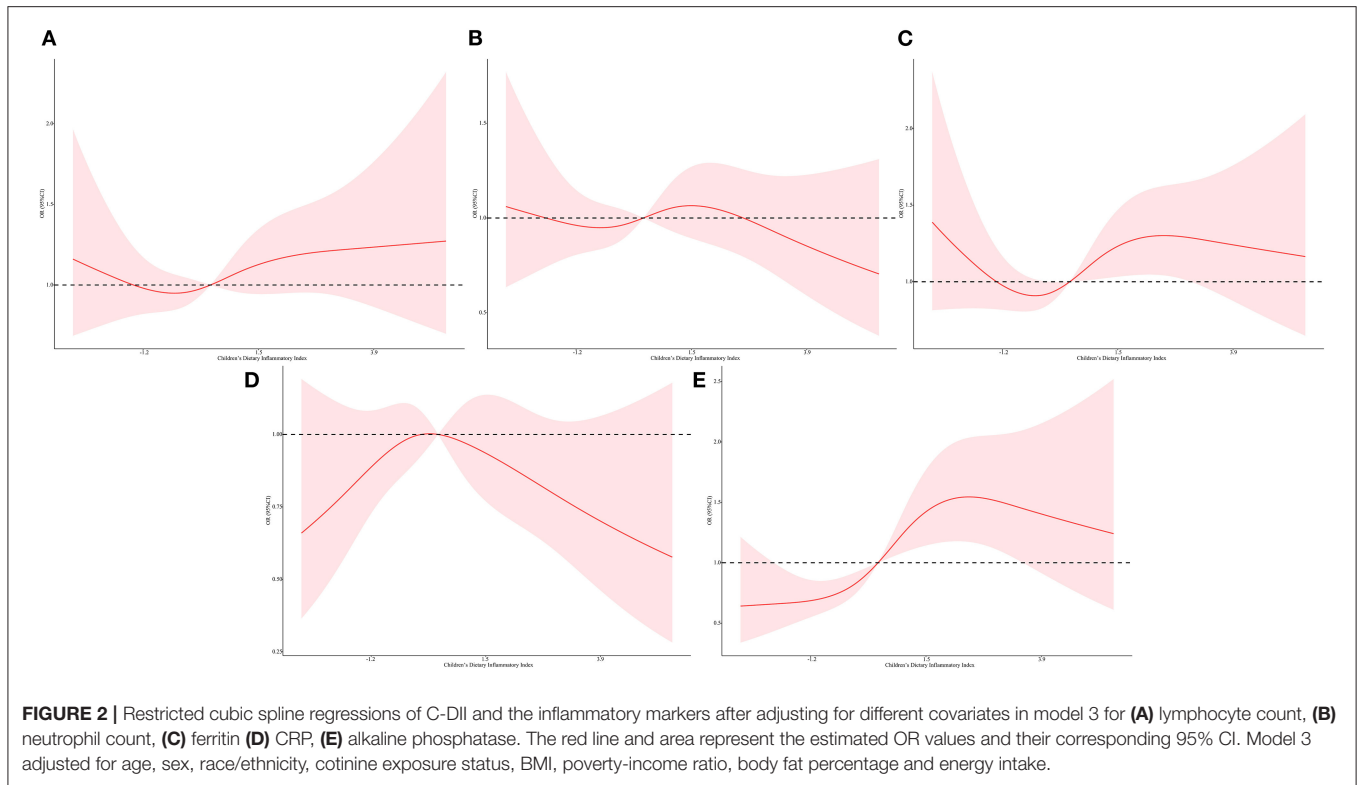 A
2.0
1.5
1.0
OR (95%CI)
-1.2
1.5
3.9
Children's Dietary Inflammatory Index
B
1.5
1.0
0.5
OR (95%CI)
-1.2
1.5
3.9
Children's Dietary Inflammatory Index
C
2.0
1.5
1.0
OR (95%CI)
-1.2
1.5
3.9
Children's Dietary Inflammatory Index
D
1.00
0.75
0.50
0.25
OR (95%CI)
-1.2
1.5
3.9
Children's Dietary Inflammatory Index
E
2.5
2.0
1.5
1.0
0.5
OR (95%CI)
-1.2
1.5
3.9
Children's Dietary Inflammatory Index
FIGURE 2 | Restricted cubic spline regressions of C-DII and the inflammatory markers after adjusting for different covariates in model 3 for (A) lymphocyte count, (B)
neutrophil count, (C) ferritin (D) CRP, (E) alkaline phosphatase. The red line and area represent the estimated OR values and their corresponding 95% CI. Model 3
adjusted for age, sex, race/ethnicity, cotinine exposure status, BMI, poverty-income ratio, body fat percentage and energy intake.